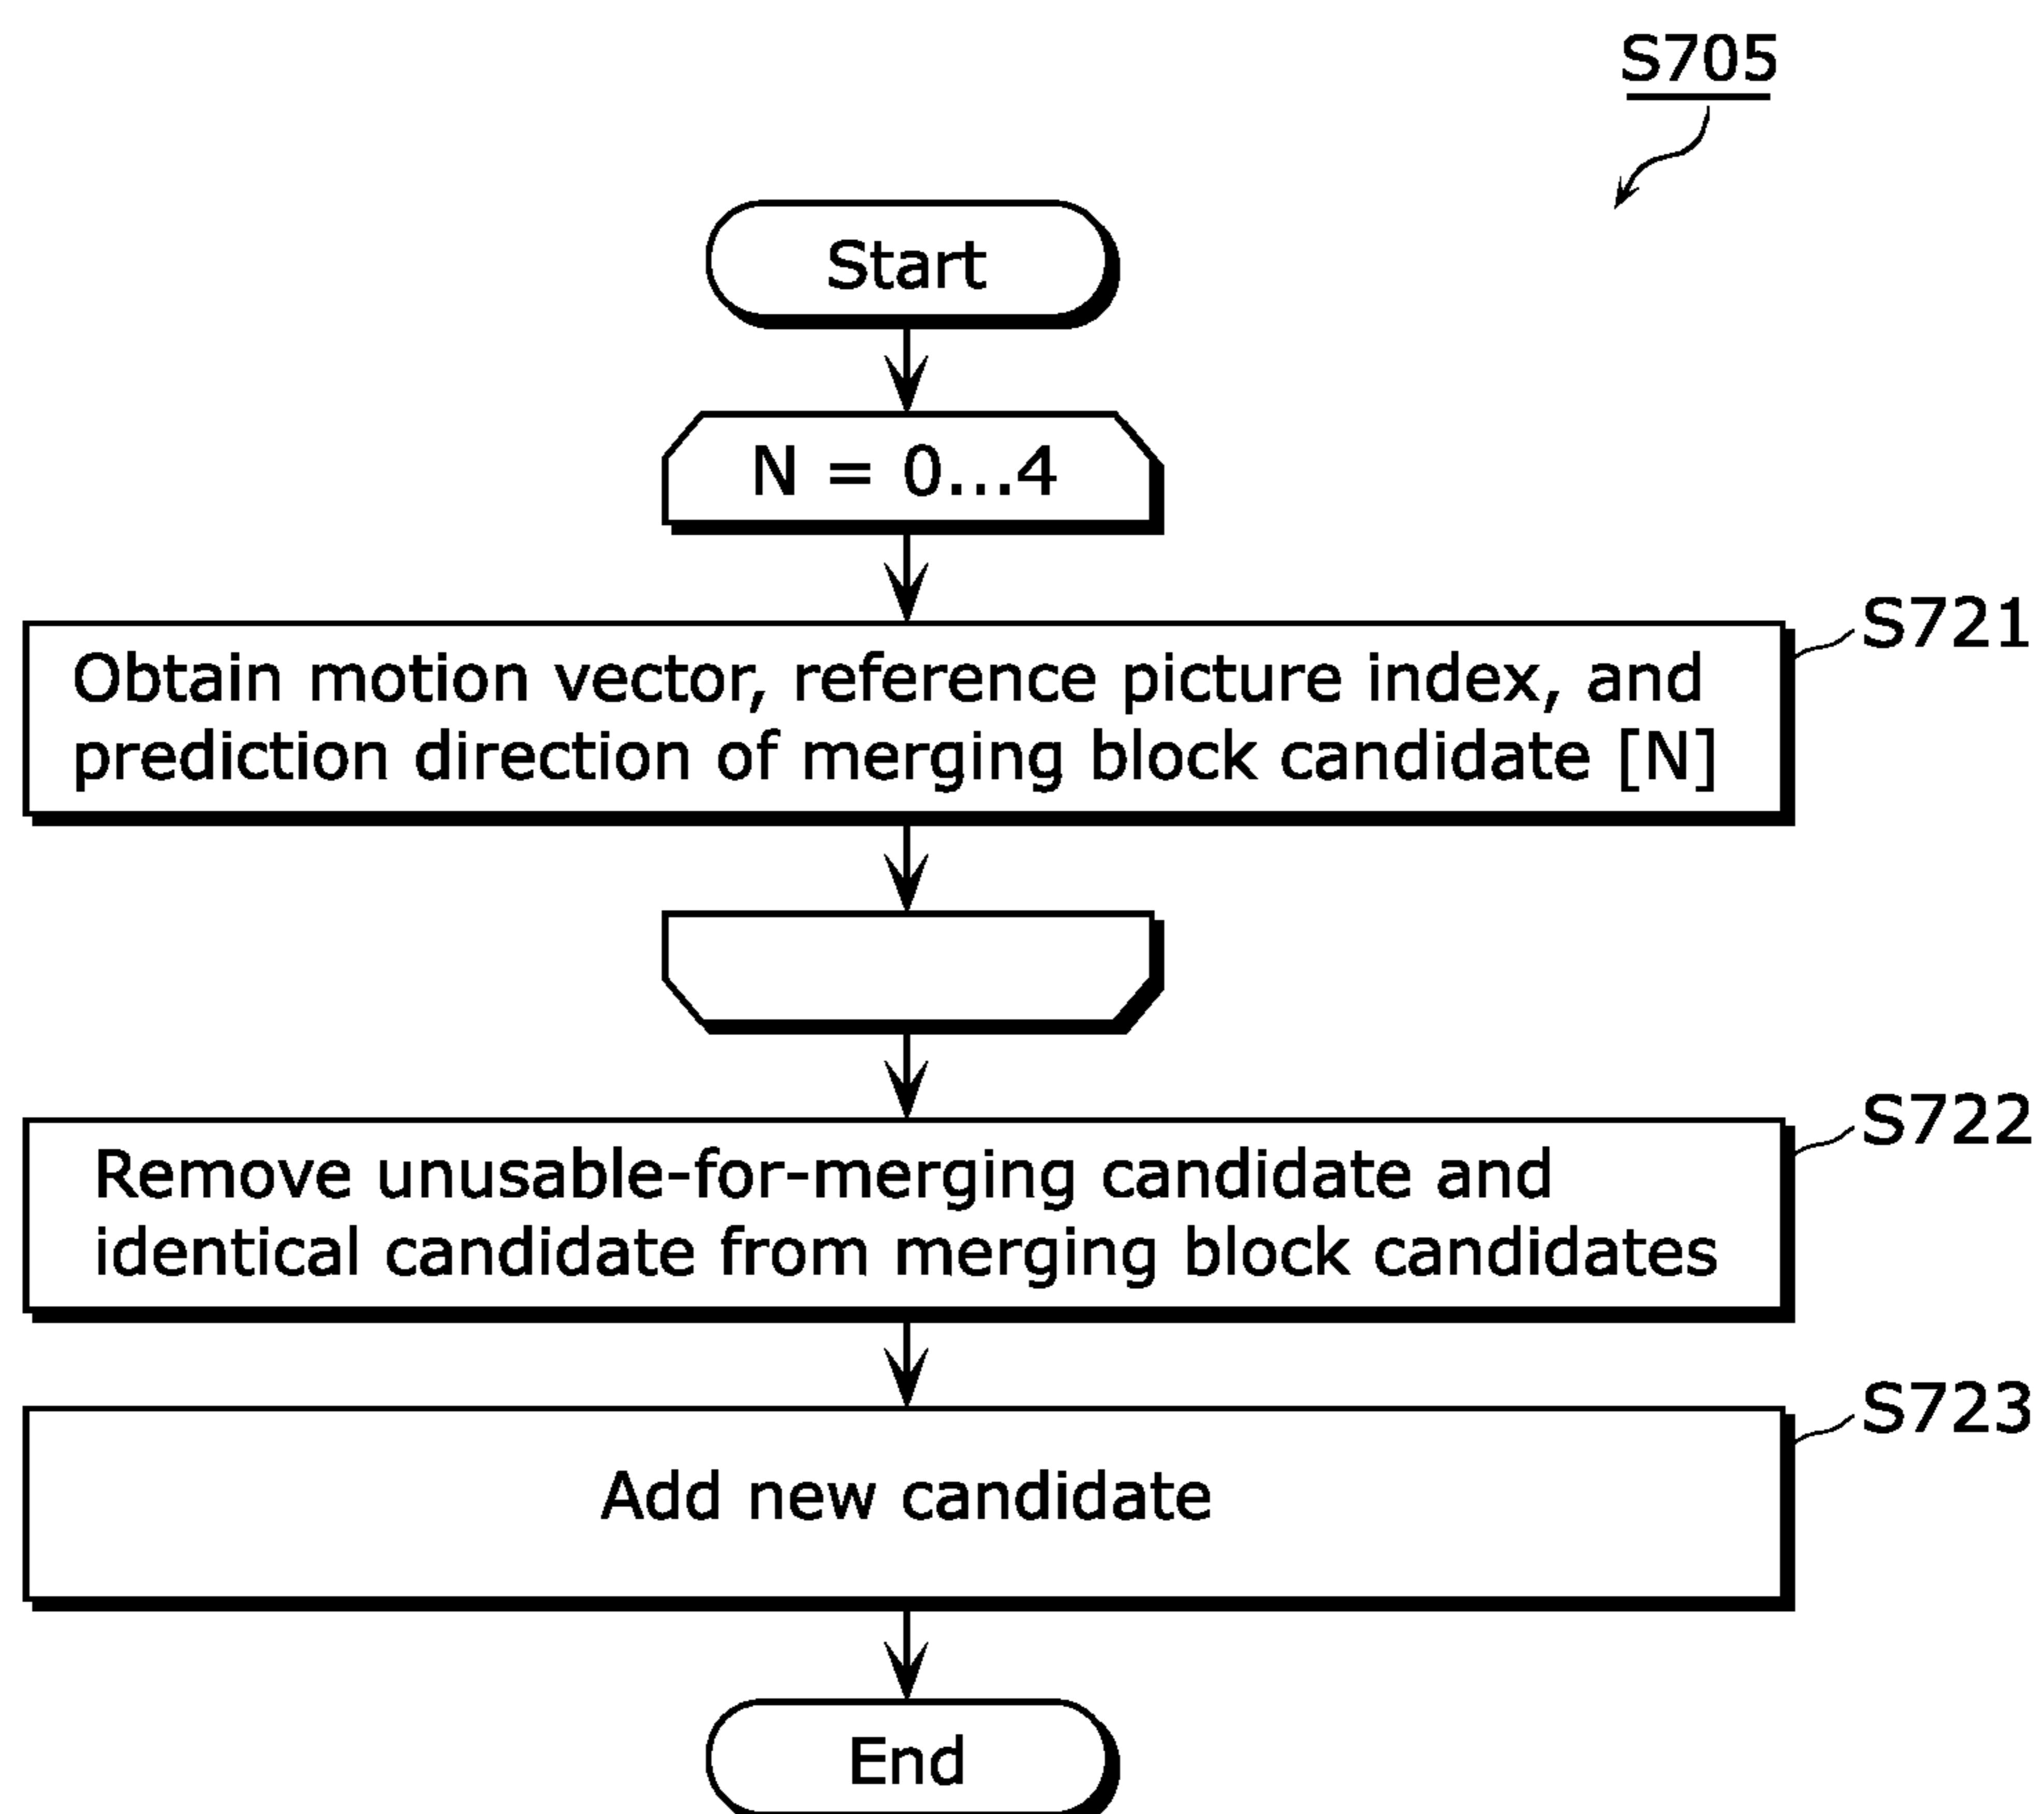 S705
Start
N = 0...4
S721
Obtain motion vector, reference picture index, and
prediction direction of merging block candidate [N]
S722
Remove unusable-for-merging candidate and
identical candidate from merging block candidates
S723
Add new candidate
End